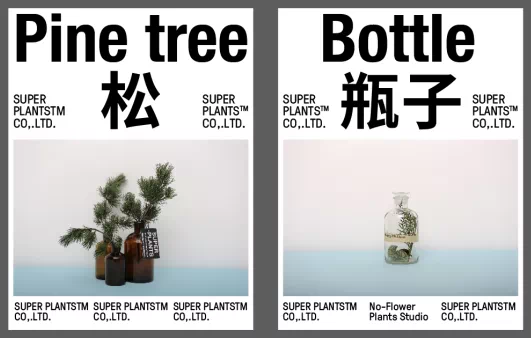 Pine tree
松
SUPER
PLANTSTM
CO,.LTD.
SUPER
PLANTS™
CO,.LTD.
SUPER
PLANTS
SUPER PLANTSTM
CO,.LTD.
SUPER PLANTSTM
CO,.LTD.
SUPER PLANTSTM
CO,.LTD.
Bottle
瓶子
SUPER
PLANTS™
CO,.LTD.
SUPER
PLANTS™
CO,.LTD.
SUPER PLANTSTM
CO,.LTD.
No-Flower
Plants Studio
SUPER PLANTSTM
CO,.LTD.